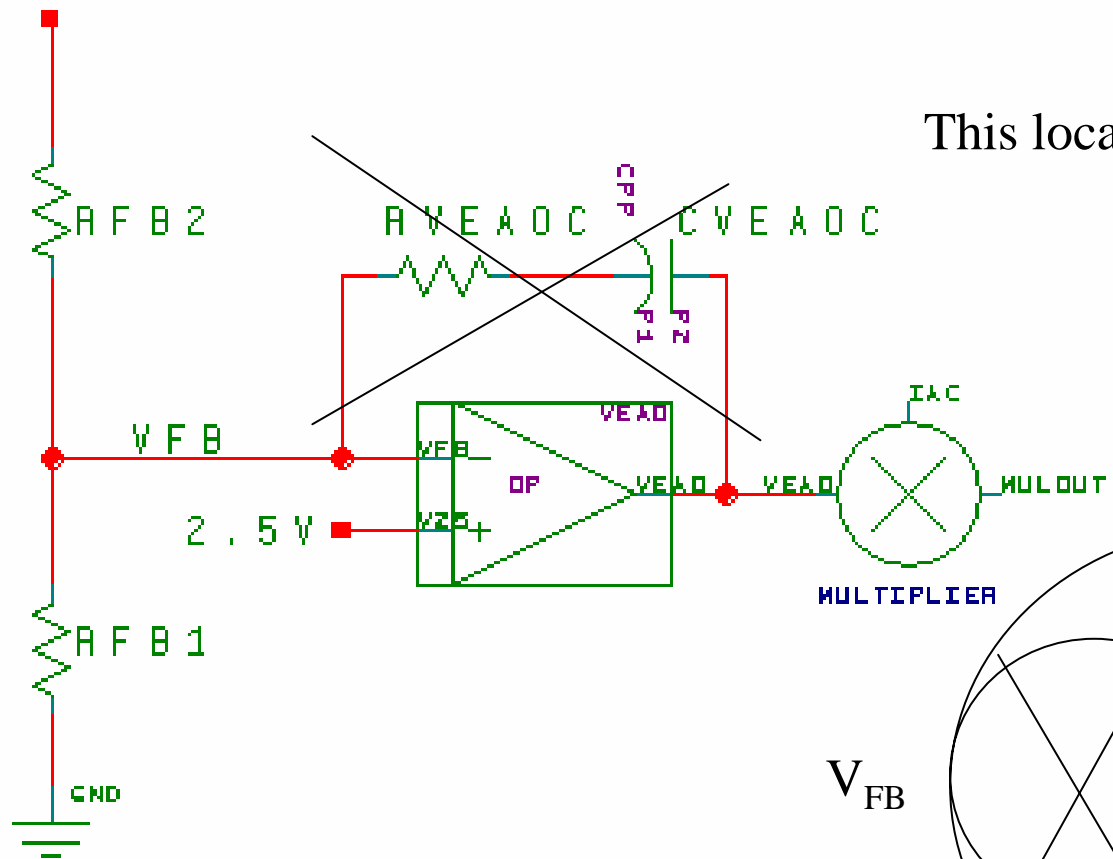 This loca
CPP
RFB2
RVEAOC
CVEAOC
P1
P2
IAC
VEAO
VFB
VFB
OP
VEAO
VEAO
MULOUT
2.5V
V25
MULTIPLIER
RFB1
VFB
GND